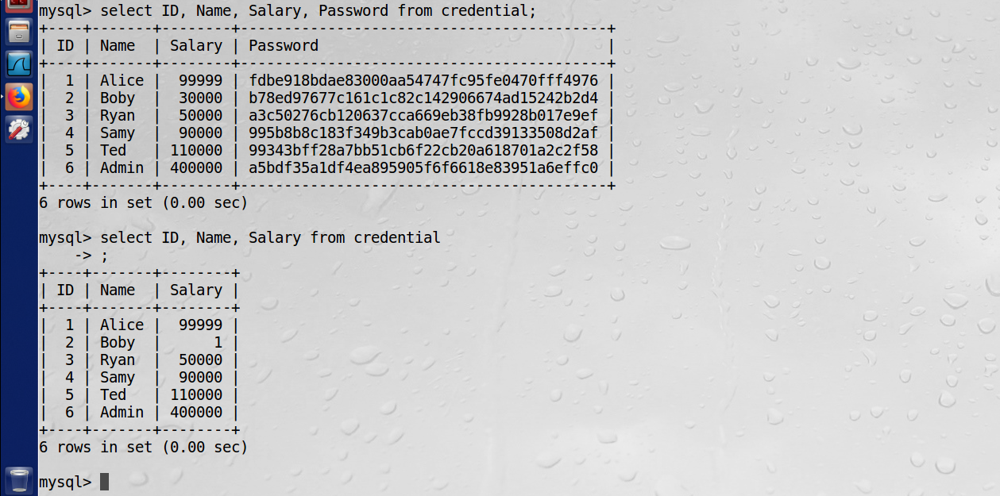 mysql> select ID, Name, Salary, Password from credential;
+----+-------+--------+------------------------------------------+
| ID | Name  | Salary | Password                                 |
+----+-------+--------+------------------------------------------+
|  1 | Alice |  99999 | fdbe918bdae83000aa54747fc95fe0470fff4976 |
|  2 | Boby  |  30000 | b78ed97677c161c1c82c142906674ad15242b2d4 |
|  3 | Ryan  |  50000 | a3c50276cb120637cca669eb38fb9928b017e9ef |
|  4 | Samy  |  90000 | 995b8b8c183f349b3cab0ae7fccd39133508d2af |
|  5 | Ted   | 110000 | 99343bff28a7bb51cb6f22cb20a618701a2c2f58 |
|  6 | Admin | 400000 | a5bdf35a1df4ea895905f6f6618e83951a6effc0 |
+----+-------+--------+------------------------------------------+
6 rows in set (0.00 sec)
mysql> select ID, Name, Salary from credential
    -> ;
+----+-------+--------+
| ID | Name  | Salary |
+----+-------+--------+
|  1 | Alice |  99999 |
|  2 | Boby  |      1 |
|  3 | Ryan  |  50000 |
|  4 | Samy  |  90000 |
|  5 | Ted   | 110000 |
|  6 | Admin | 400000 |
+----+-------+--------+
6 rows in set (0.00 sec)
mysql>